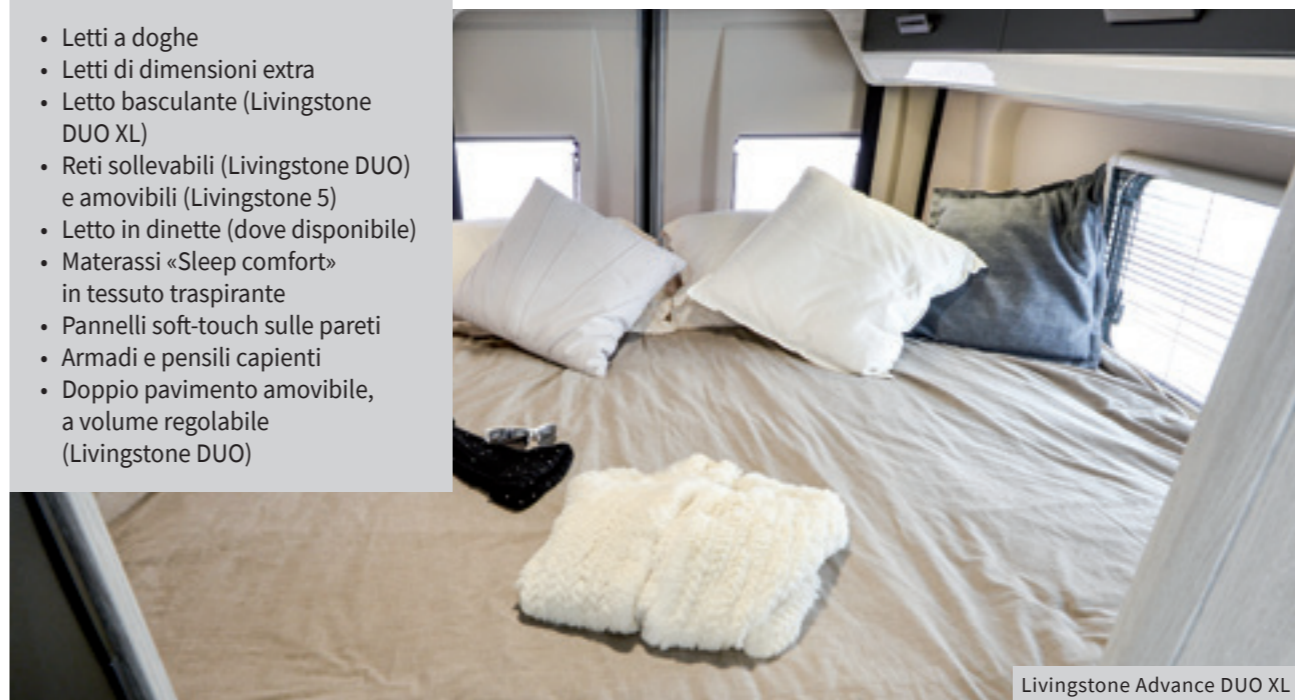 • Letti a doghe
• Letti di dimensioni extra
• Letto basculante (Livingstone
DUO XL)
• Reti sollevabili (Livingstone DUO)
e amovibili (Livingstone 5)
• Letto in dinette (dove disponibile)
• Materassi «Sleep comfort»
in tessuto traspirante
• Pannelli soft-touch sulle pareti
• Armadi e pensili capienti
• Doppio pavimento amovibile,
a volume regolabile
(Livingstone DUO)
Livingstone Advance DUO XL